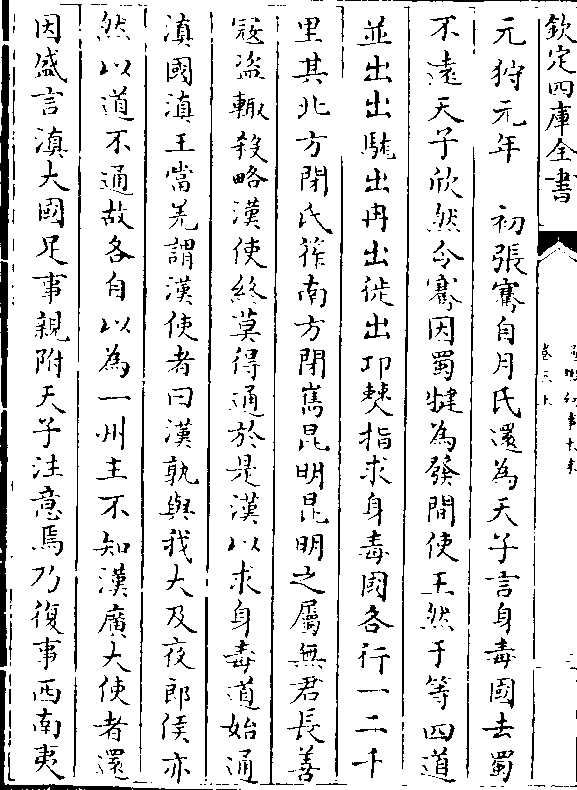 欽定四庫全書
元狩元年　初張騫自月氏還為天子言身毒國去蜀
不遠天子欣然令騫因蜀犍為發間使王然于等四道
並出出駹出冉出徙出邛僰指求身毒國各行一二千
里其北方閉氐筰南方閉嶲昆明昆明之屬無君長善
寇盗輙殺略漢使終莫得通於是漢以求身毒道始通
滇國滇王當羌謂漢使者曰漢孰與我大及夜郎侯亦
然以道不通故各自以為一州主不知漢廣大使者還
因盛言滇大國足事親附天子注意焉乃復事西南夷